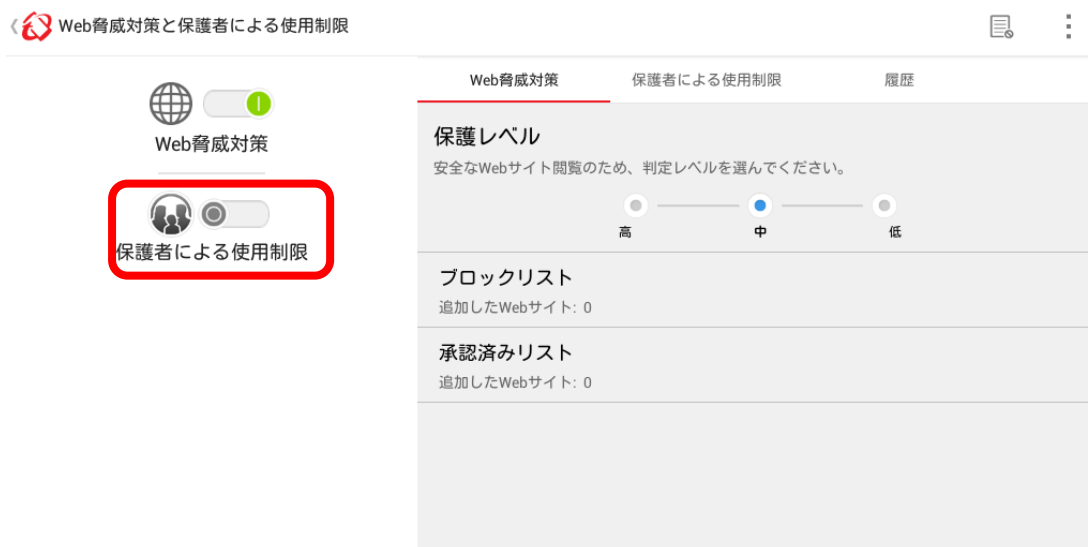 Web脅威対策と保護者による使用制限
Web脅威対策
保護者による使用制限
Web脅威対策
保護者による使用制限
履歴
保護レベル
安全なWebサイト閲覧のため、判定レベルを選んでください。
高
中
低
ブロックリスト
追加したWebサイト: 0
承認済みリスト
追加したWebサイト: 0